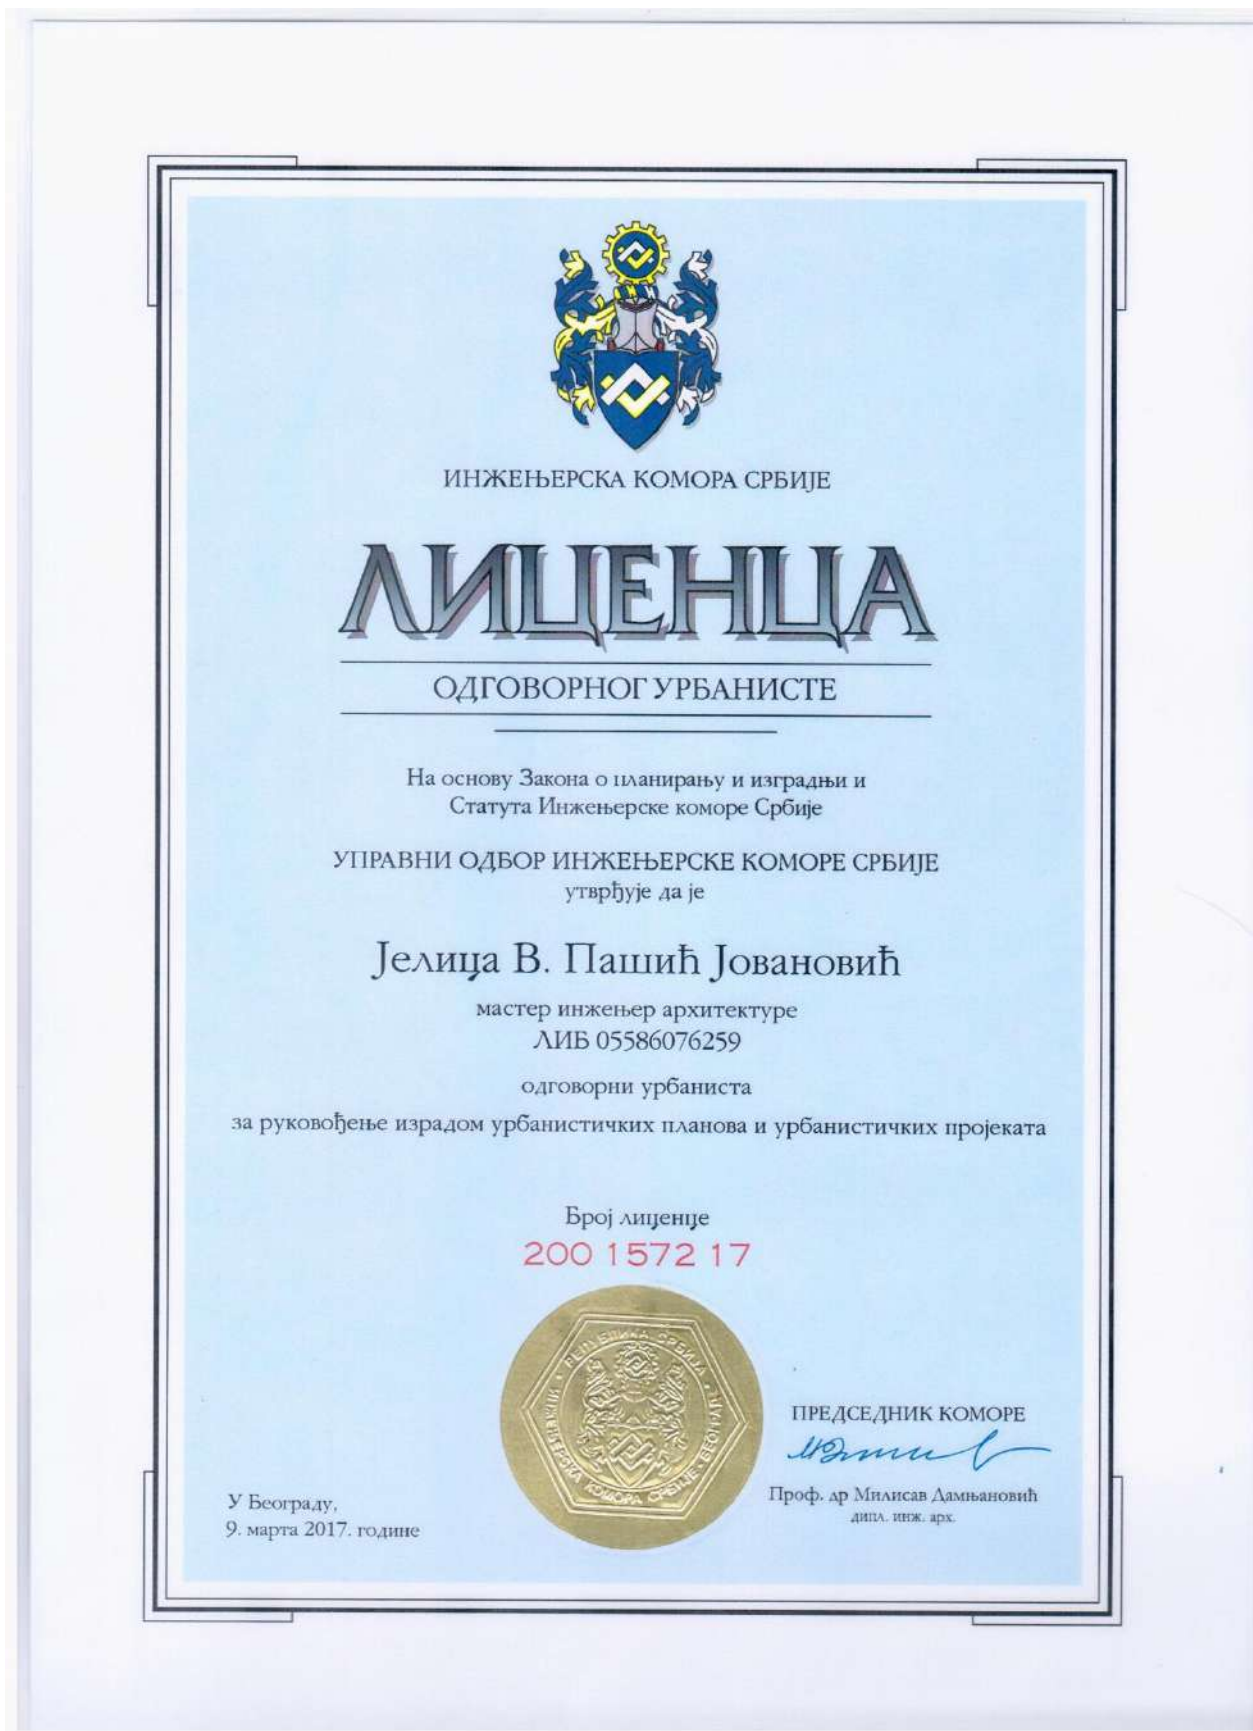 ИНЖЕЊЕРСКА КОМОРА СРБИЈЕ
ЛИЦЕНЦА
ОДГОВОРНОГ УРБАНИСТЕ
На основу Закона о планирању и изградњи и
Статута Инжењерске коморе Србије
УПРАВНИ ОДБОР ИНЖЕЊЕРСКЕ КОМОРЕ СРБИЈЕ
утврђује да је
Јелица В. Пашић Јовановић
мастер инжењер архитектуре
ЛИБ 05586076259
одговорни урбаниста
за руковођење израдом урбанистичких планова и урбанистичких пројеката
Број лиценце
200 1572 17
РЕПУБЛИКА СРБИЈА
ИНЖЕЊЕРСКА КОМОРА СРБИЈЕ • БЕОГРАД
ПРЕДСЕДНИК КОМОРЕ
Проф. др Милисав Дамњановић
дипл. инж. арх.
У Београду,
9. марта 2017. године